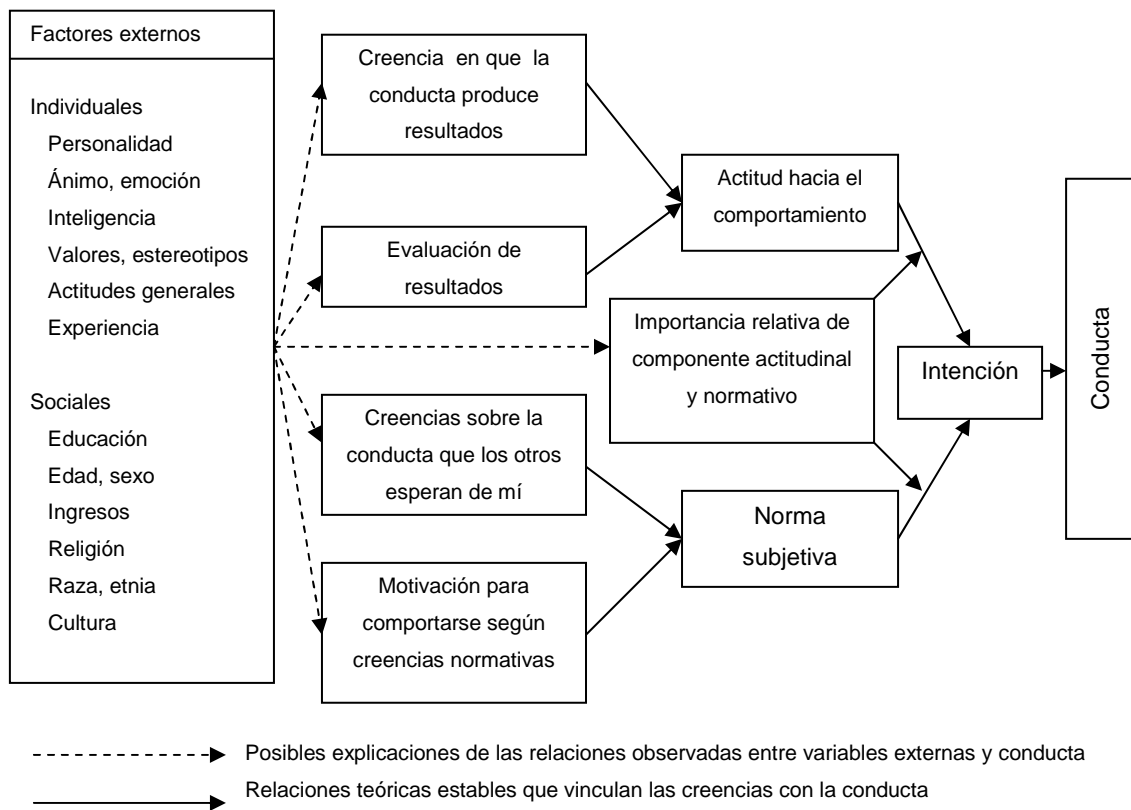 Factores externos
Individuales
Personalidad
Ánimo, emoción
Inteligencia
Valores, estereotipos
Actitudes generales
Experiencia
Sociales
Educación
Edad, sexo
Ingresos
Religión
Raza, etnia
Cultura
Creencia en que la
conducta produce
resultados
Evaluación de
resultados
Creencias sobre la
conducta que los otros
esperan de mí
Motivación para
comportarse según
creencias normativas
Actitud hacia el
comportamiento
Importancia relativa de
componente actitudinal
y normativo
Norma
subjetiva
Intención
Conducta
Posibles explicaciones de las relaciones observadas entre variables externas y conducta
Relaciones teóricas estables que vinculan las creencias con la conducta